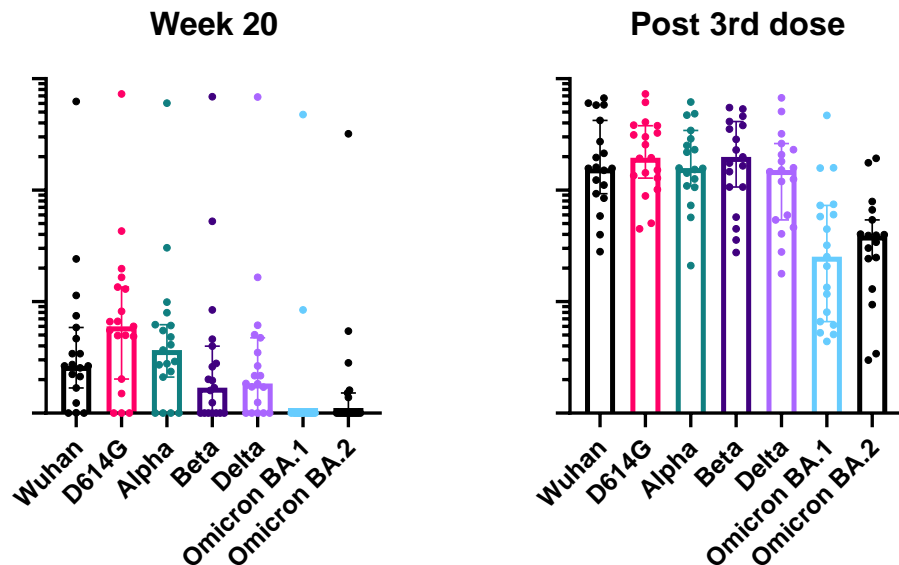 Week 20
Post 3rd dose
Wuhan
D614G
Alpha
Beta
Delta
Omicron BA.1
Omicron BA.2
Wuhan
D614G
Alpha
Beta
Delta
Omicron BA.1
Omicron BA.2